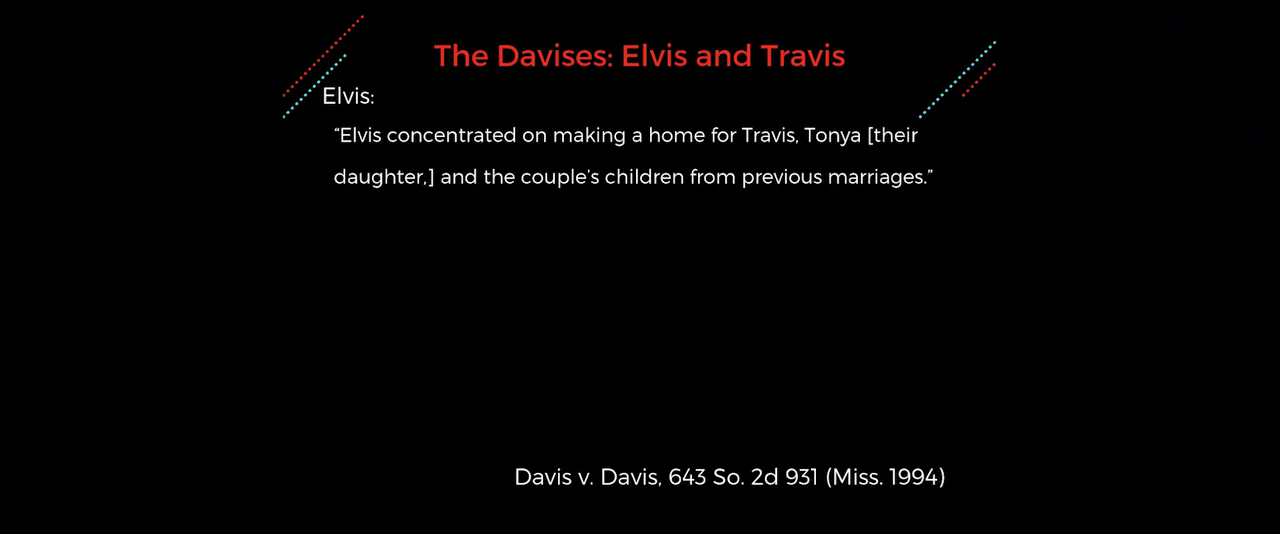 The Davises: Elvis and Travis
Elvis:
“Elvis concentrated on making a home for Travis, Tonya [their
daughter,] and the couple’s children from previous marriages.”
Davis v. Davis, 643 So. 2d 931 (Miss. 1994)